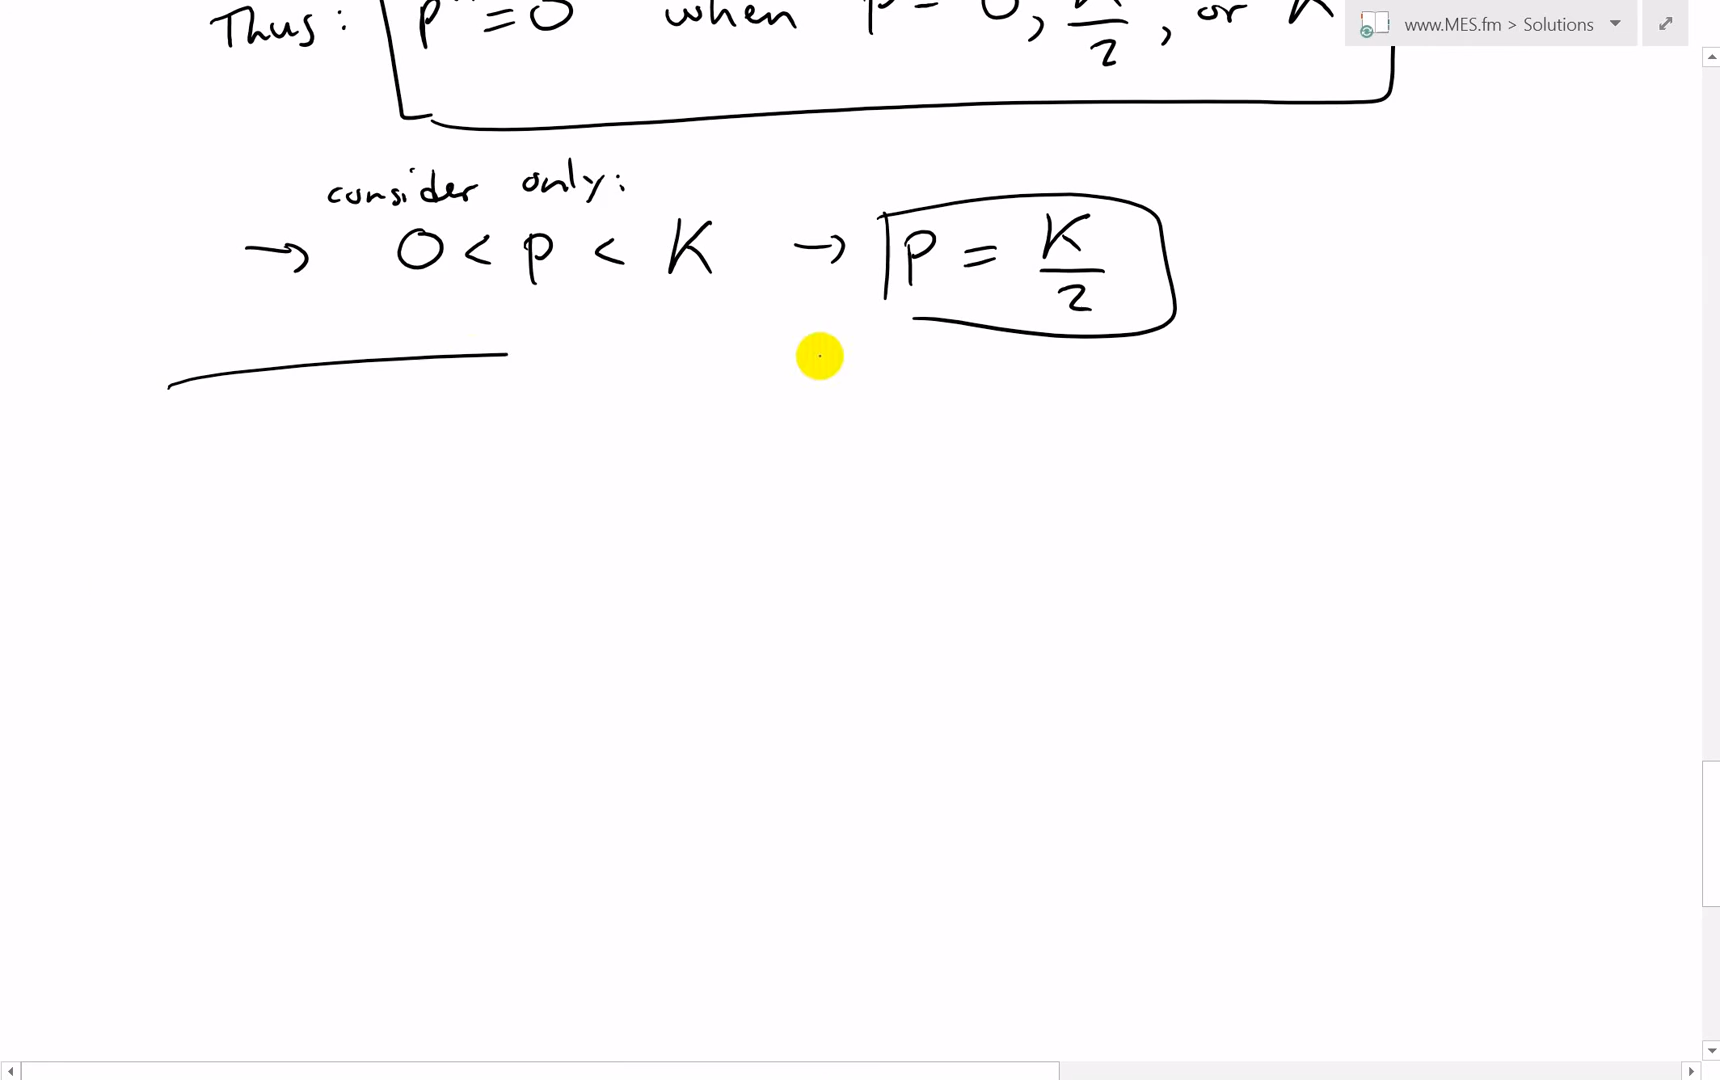 Thus: P'' = 0 when P = 0, K/2, or K
www.MES.fm > Solutions
consider only:
→ 0 < P < K → P = K/2